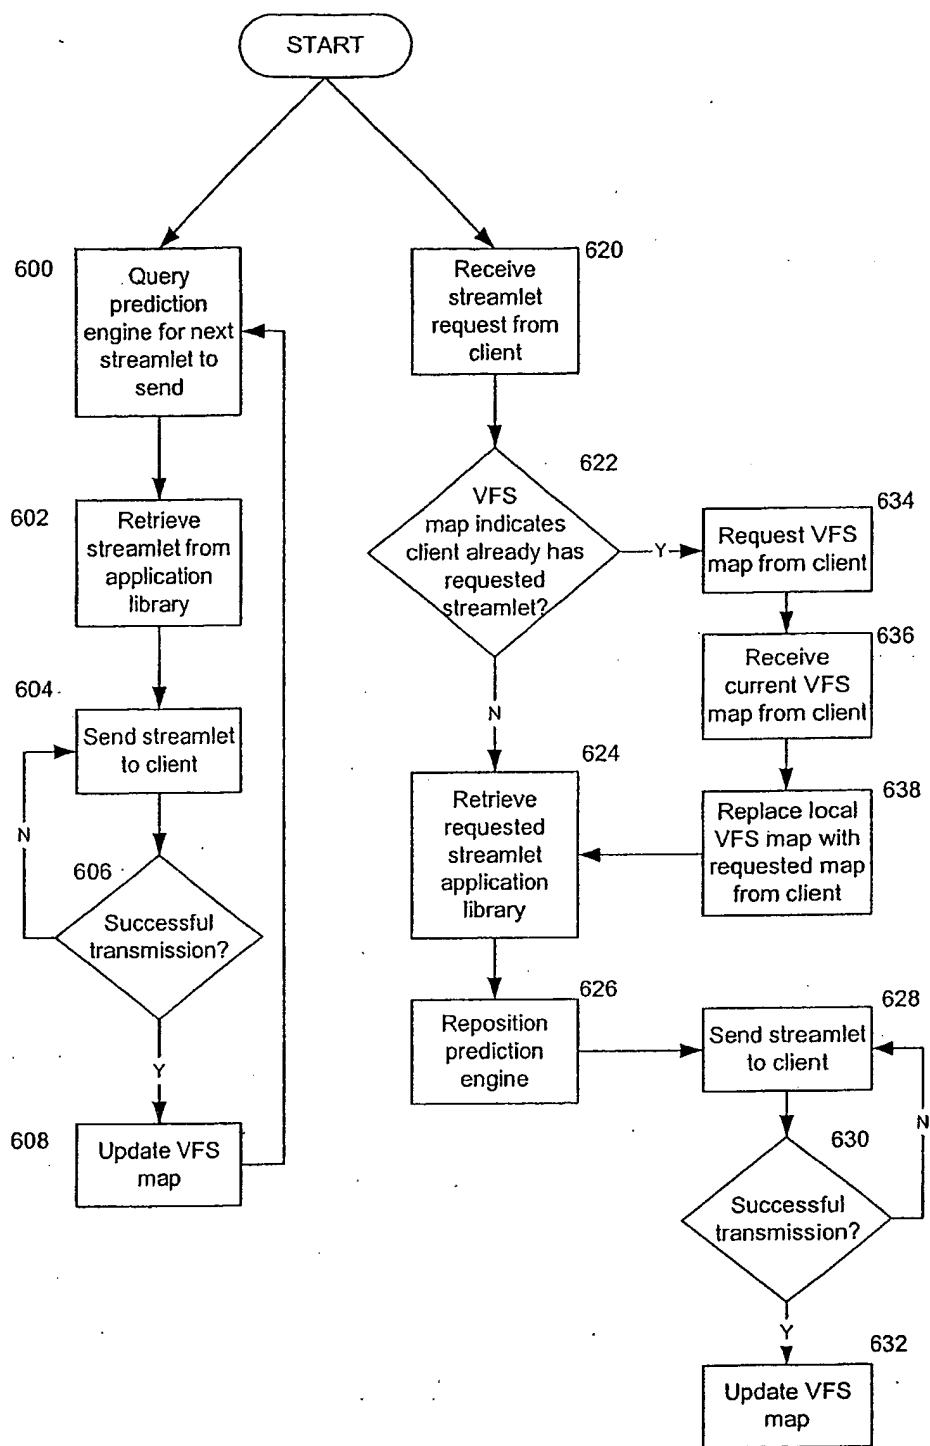 START
600
Query
prediction
engine for next
streamlet to
send
602
Retrieve
streamlet from
application
library
604
Send streamlet
to client
N
606
Successful
transmission?
Y
608
Update VFS
map
620
Receive
streamlet
request from
client
622
VFS
map indicates
client already has
requested
streamlet?
Y
N
634
Request VFS
map from client
636
Receive
current VFS
map from client
638
Replace local
VFS map with
requested map
from client
624
Retrieve
requested
streamlet
application
library
626
Reposition
prediction
engine
628
Send streamlet
to client
N
630
Successful
transmission?
Y
632
Update VFS
map